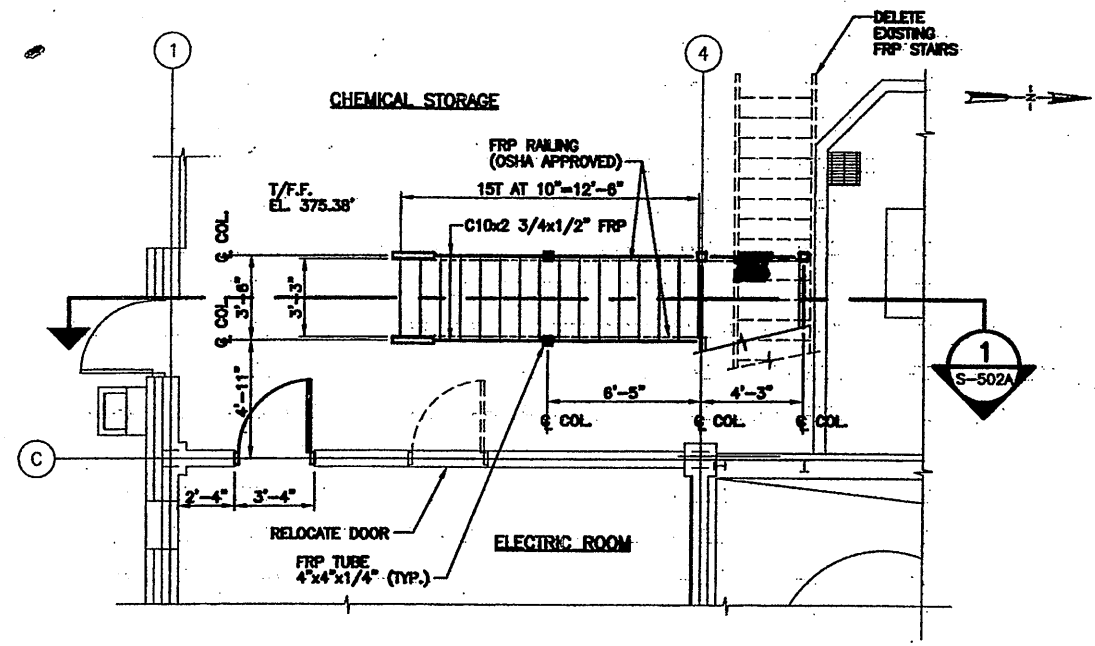 DELETE
EXISTING
FRP STAIRS
1
4
N
CHEMICAL STORAGE
FRP RAILING
(OSHA APPROVED)
T/F.F.
EL. 375.38'
15T AT 10"=12'-6"
C10x2 3/4x1/2" FRP
℄ COL.
3'-6"
3'-3"
℄ COL.
4'-11"
1
S-502A
6'-5"
4'-3"
℄ COL.
℄ COL.
℄ COL.
C
2'-4"
3'-4"
RELOCATE DOOR
ELECTRIC ROOM
FRP TUBE
4"x4"x1/4" (TYP.)